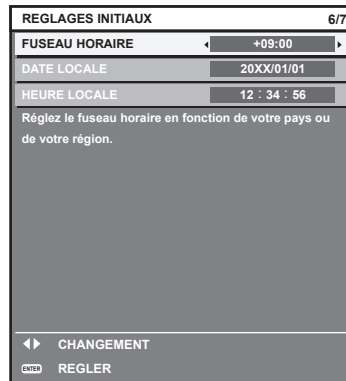 REGLAGES INITIAUX 6/7
FUSEAU HORAIRE +09:00
DATE LOCALE 20XX/01/01
HEURE LOCALE 12 : 34 : 56
Réglez le fuseau horaire en fonction de votre pays ou
de votre région.
CHANGEMENT
ENTER REGLER